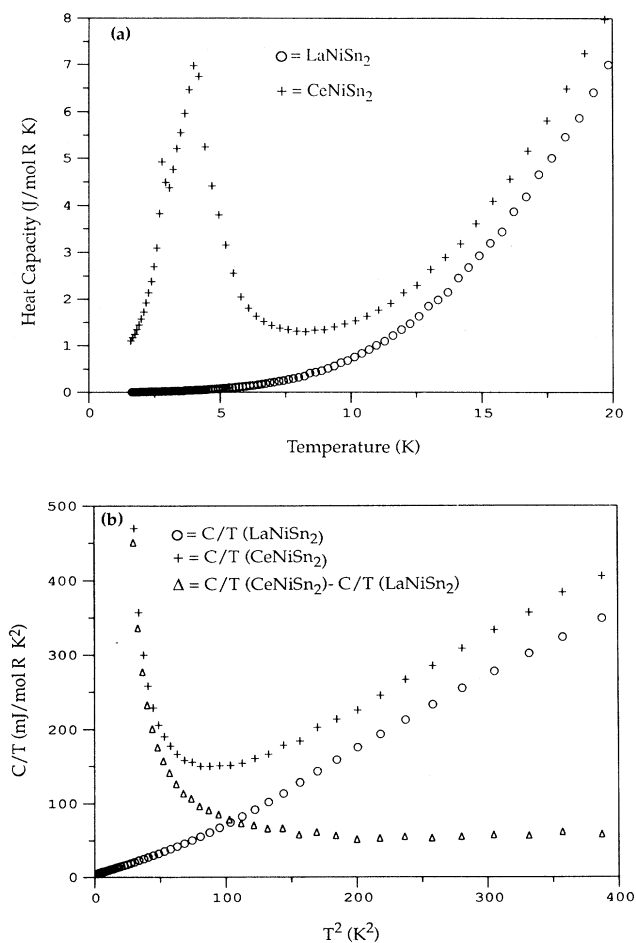 (a)
○ = LaNiSn₂
+ = CeNiSn₂
Heat Capacity (J/mol R K)
8
7
6
5
4
3
2
1
0
0 5 10 15 20
Temperature (K)
(b)
○ = C/T (LaNiSn₂)
+ = C/T (CeNiSn₂)
△ = C/T (CeNiSn₂)- C/T (LaNiSn₂)
C/T (mJ/mol R K²)
500
400
300
200
100
0
0 100 200 300 400
T² (K²)